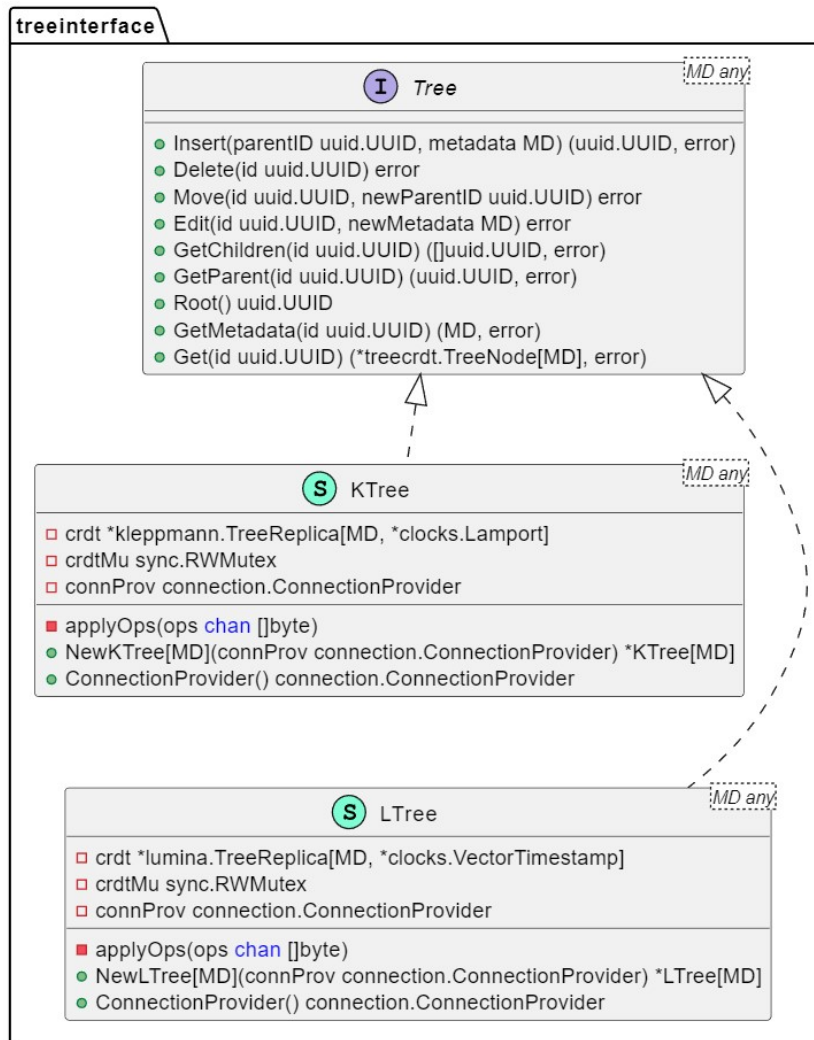 treeinterface
MD any
I Tree
Insert(parentID uuid.UUID, metadata MD) (uuid.UUID, error)
Delete(id uuid.UUID) error
Move(id uuid.UUID, newParentID uuid.UUID) error
Edit(id uuid.UUID, newMetadata MD) error
GetChildren(id uuid.UUID) ([]uuid.UUID, error)
GetParent(id uuid.UUID) (uuid.UUID, error)
Root() uuid.UUID
GetMetadata(id uuid.UUID) (MD, error)
Get(id uuid.UUID) (*treecrdt.TreeNode[MD], error)
MD any
S KTree
crdt *kleppmann.TreeReplica[MD, *clocks.Lamport]
crdtMu sync.RWMutex
connProv connection.ConnectionProvider
applyOps(ops chan []byte)
NewKTree[MD](connProv connection.ConnectionProvider) *KTree[MD]
ConnectionProvider() connection.ConnectionProvider
MD any
S LTree
crdt *lumina.TreeReplica[MD, *clocks.VectorTimestamp]
crdtMu sync.RWMutex
connProv connection.ConnectionProvider
applyOps(ops chan []byte)
NewLTree[MD](connProv connection.ConnectionProvider) *LTree[MD]
ConnectionProvider() connection.ConnectionProvider